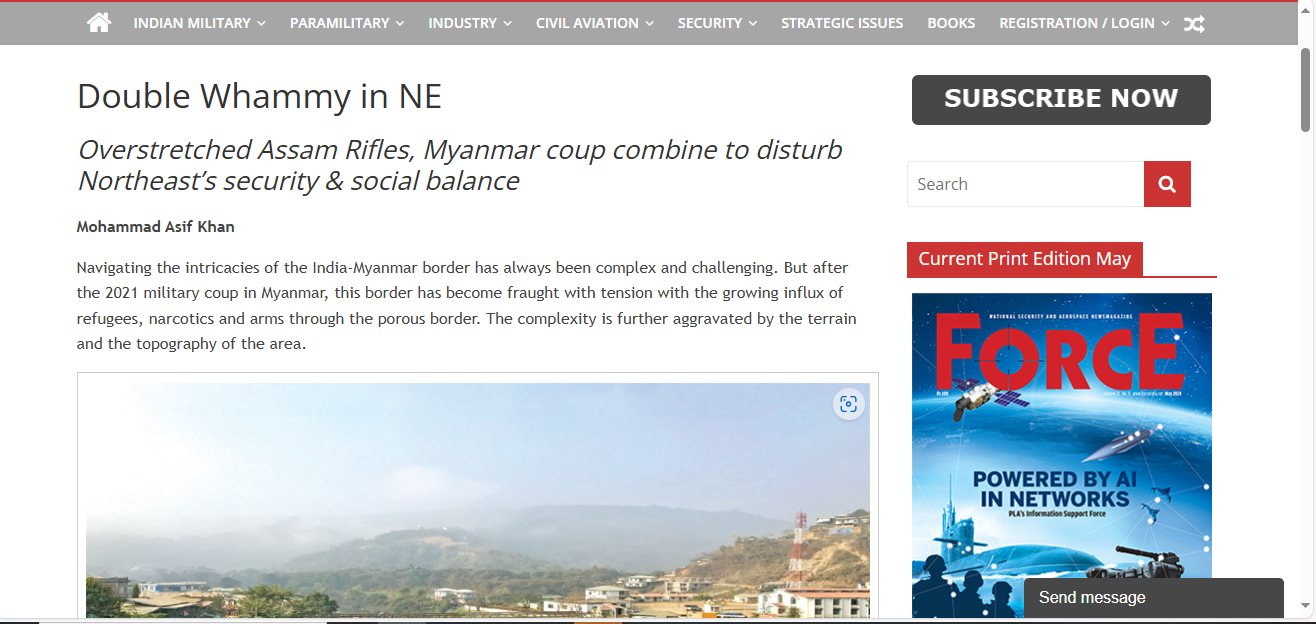 INDIAN MILITARY PARAMILITARY INDUSTRY CIVIL AVIATION SECURITY STRATEGIC ISSUES BOOKS REGISTRATION / LOGIN
Double Whammy in NE
Overstretched Assam Rifles, Myanmar coup combine to disturb
Northeast’s security & social balance
Mohammad Asif Khan
Navigating the intricacies of the India-Myanmar border has always been complex and challenging. But after
the 2021 military coup in Myanmar, this border has become fraught with tension with the growing influx of
refugees, narcotics and arms through the porous border. The complexity is further aggravated by the terrain
and the topography of the area.
SUBSCRIBE NOW
Search
Current Print Edition May
NATIONAL SECURITY AND AEROSPACE NEWSMAGAZINE
FORCE
May 2024
POWERED BY AI
IN NETWORKS
PLA's Information Support Force
Send message